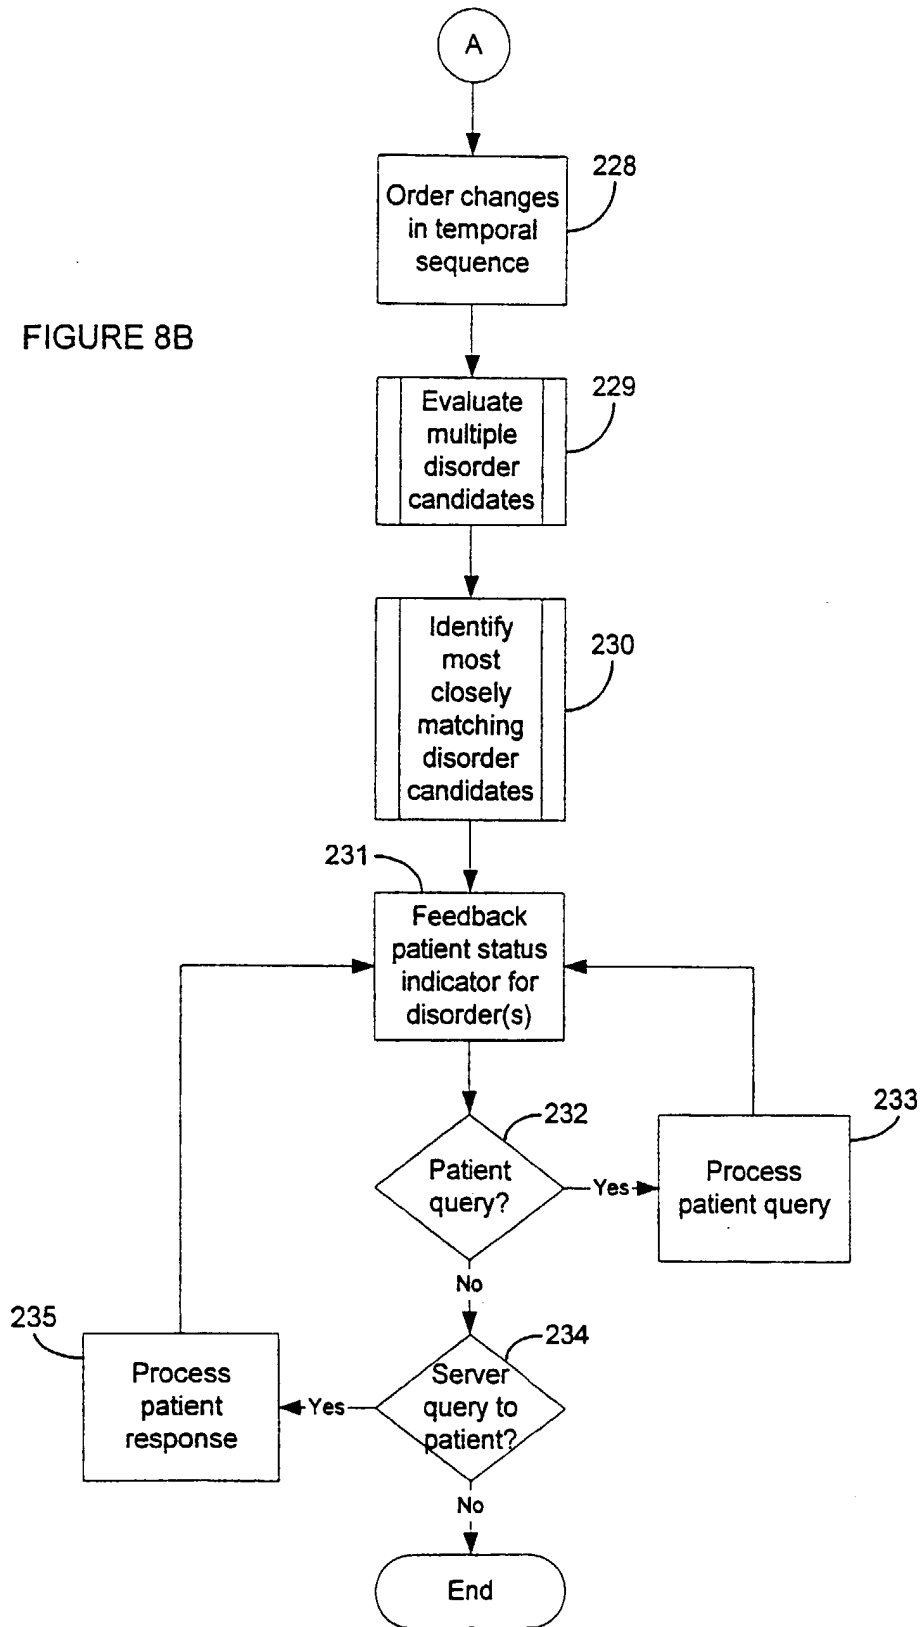 A
228
Order changes
in temporal
sequence
FIGURE 8B
229
Evaluate
multiple
disorder
candidates
230
Identify
most
closely
matching
disorder
candidates
231
Feedback
patient status
indicator for
disorder(s)
232
Patient
query?
Yes
233
Process
patient query
No
234
Server
query to
patient?
Yes
235
Process
patient
response
No
End